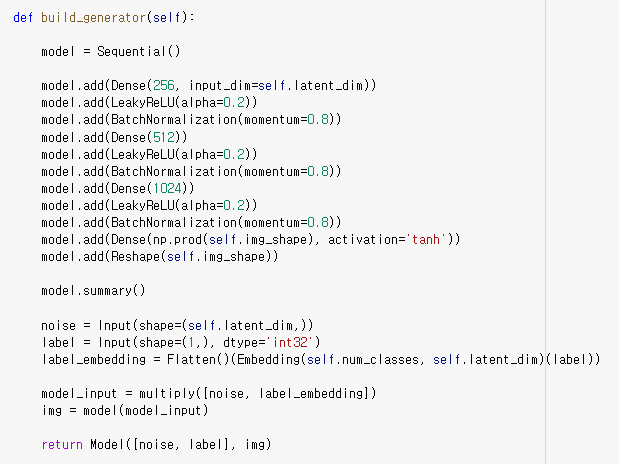 def build_generator(self):
model = Sequential()
model.add(Dense(256, input_dim=self.latent_dim))
model.add(LeakyReLU(alpha=0.2))
model.add(BatchNormalization(momentum=0.8))
model.add(Dense(512))
model.add(LeakyReLU(alpha=0.2))
model.add(BatchNormalization(momentum=0.8))
model.add(Dense(1024))
model.add(LeakyReLU(alpha=0.2))
model.add(BatchNormalization(momentum=0.8))
model.add(Dense(np.prod(self.img_shape), activation='tanh'))
model.add(Reshape(self.img_shape))
model.summary()
noise = Input(shape=(self.latent_dim,))
label = Input(shape=(1,), dtype='int32')
label_embedding = Flatten()(Embedding(self.num_classes, self.latent_dim)(label))
model_input = multiply([noise, label_embedding])
img = model(model_input)
return Model([noise, label], img)